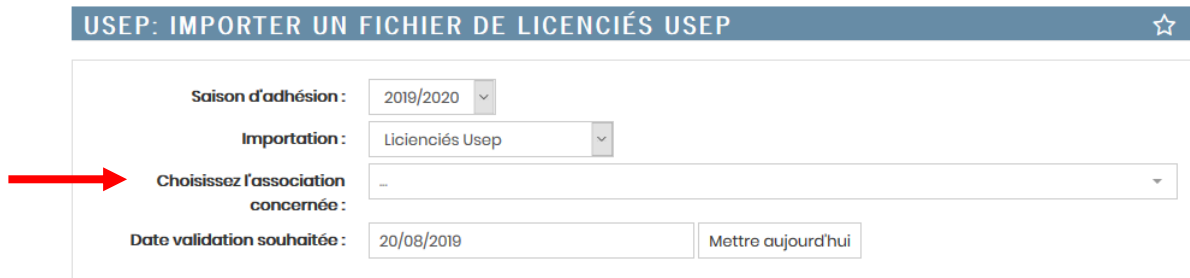 USEP: IMPORTER UN FICHIER DE LICENCIÉS USEP
Saison d'adhésion : 2019/2020
Importation : Licienciés Usep
Choisissez l'association concernée : ...
Date validation souhaitée : 20/08/2019 Mettre aujourd'hui